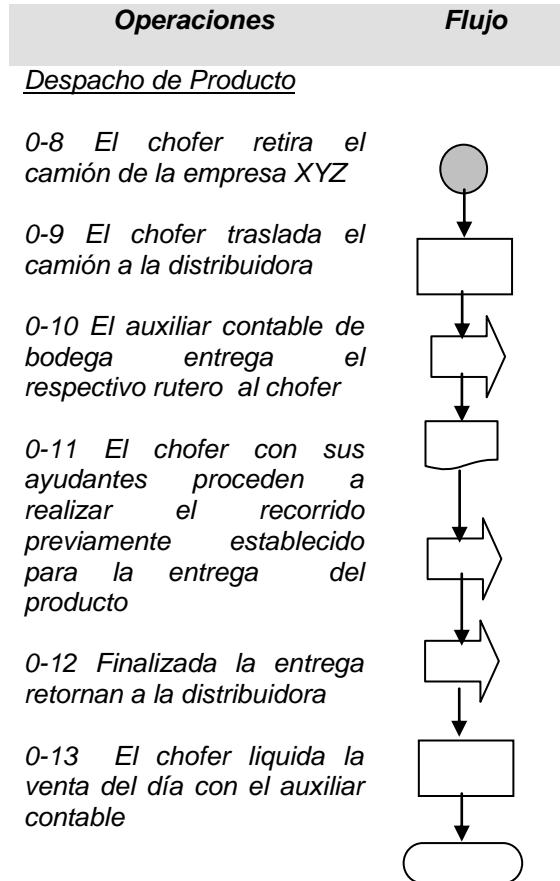 Operaciones Flujo
Despacho de Producto
0-8 El chofer retira el
camión de la empresa XYZ
0-9 El chofer traslada el
camión a la distribuidora
0-10 El auxiliar contable de
bodega entrega el
respectivo rutero al chofer
0-11 El chofer con sus
ayudantes proceden a
realizar el recorrido
previamente establecido
para la entrega del
producto
0-12 Finalizada la entrega
retornan a la distribuidora
0-13 El chofer liquida la
venta del día con el auxiliar
contable